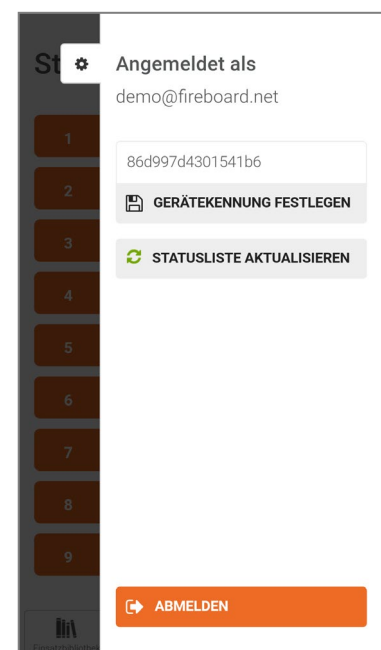 St
Angemeldet als
demo@fireboard.net
86d997d4301541b6
GERÄTEKENNUNG FESTLEGEN
STATUSLISTE AKTUALISIEREN
1
2
3
4
5
6
7
8
9
ABMELDEN